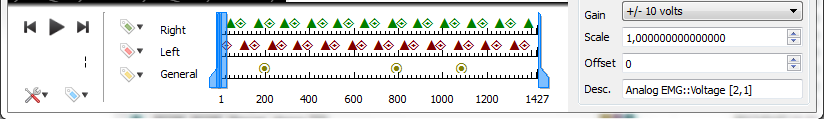 Right
Left
General
1 200 400 600 800 1000 1200 1427
Gain +/- 10 volts
Scale 1,000000000000000
Offset 0
Desc. Analog EMG::Voltage [2,1]